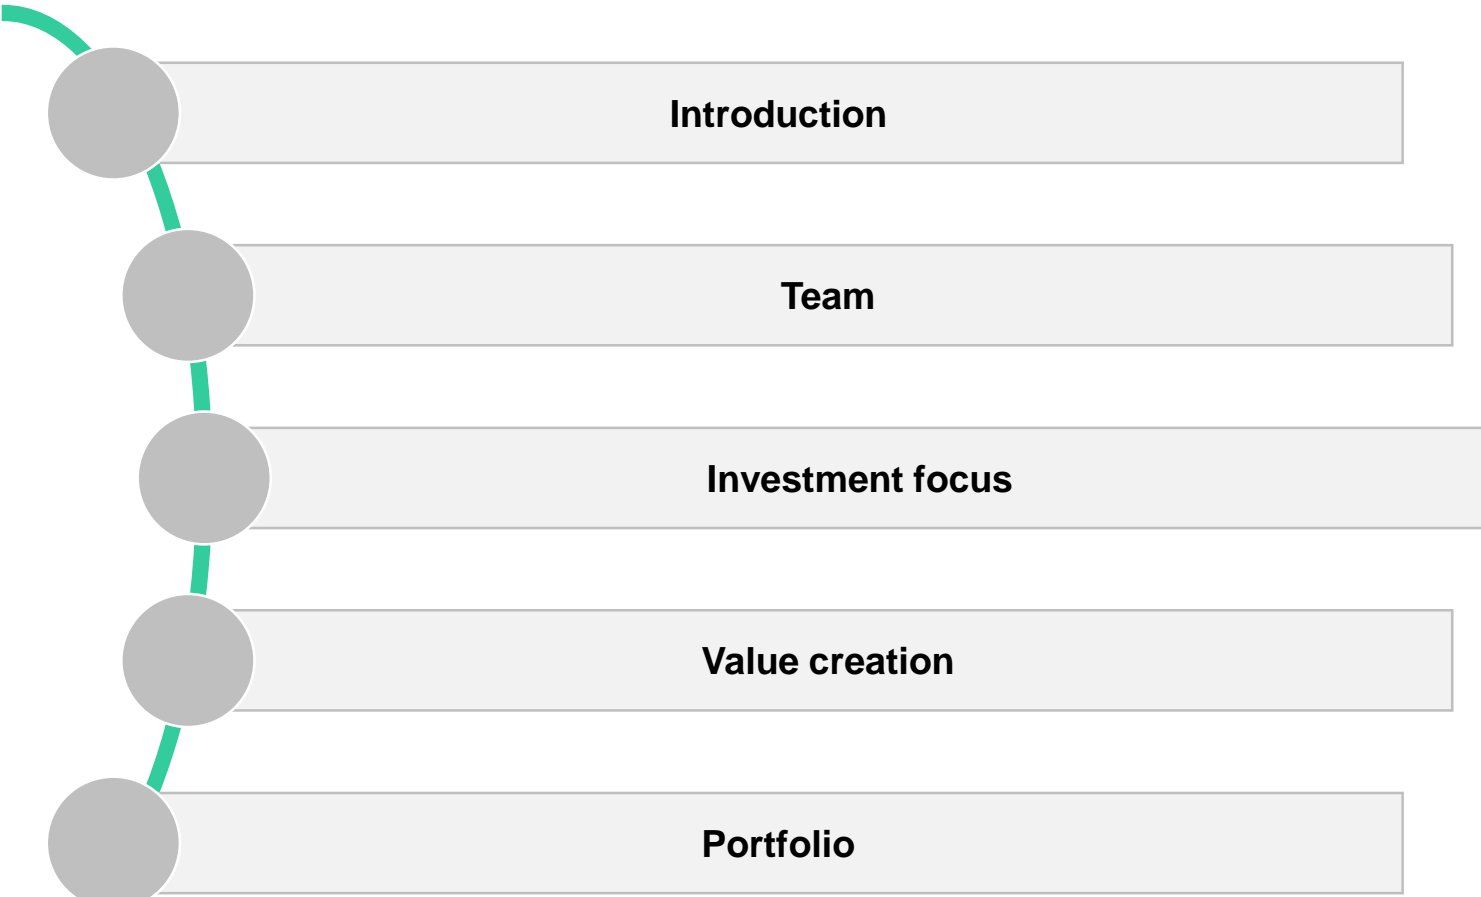 Introduction
Team
Investment focus
Value creation
Portfolio